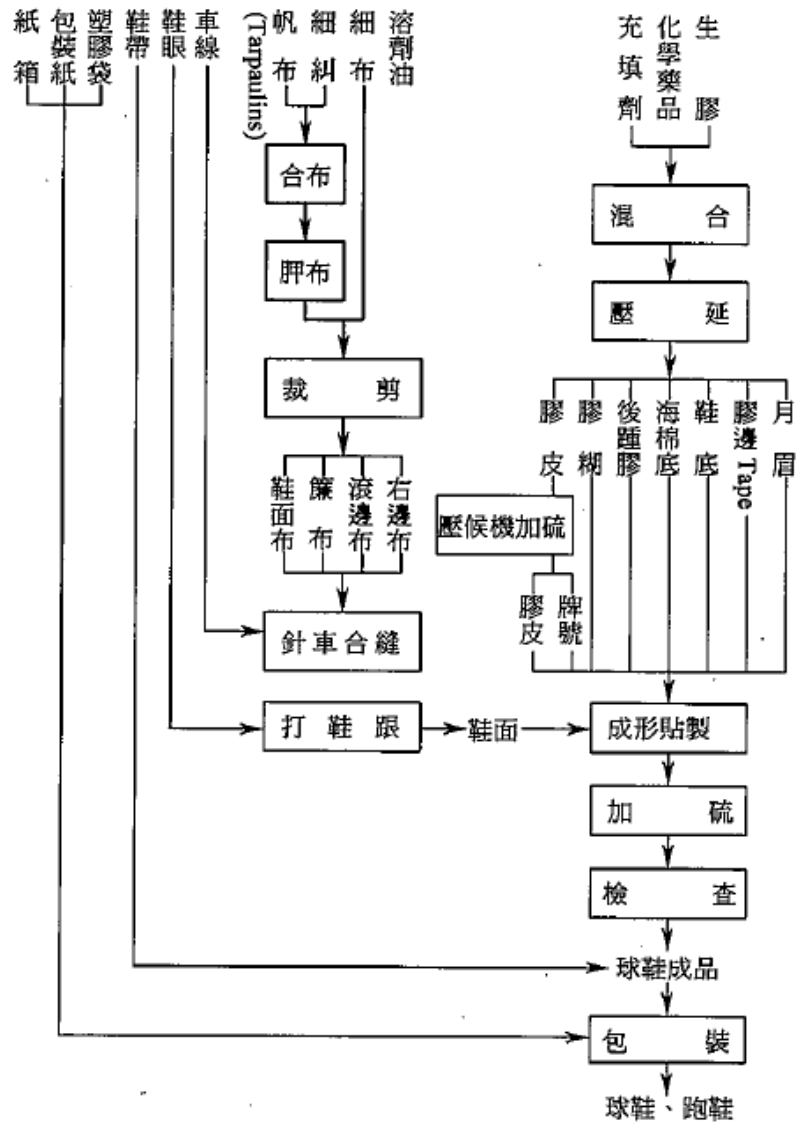 紙箱
包裝紙
塑膠袋
鞋帶
鞋眼
車線
帆布
(Tarpaulins)
細糾
細布
溶劑油
合布
胛布
裁剪
鞋面布
簾布
滾邊布
右邊布
針車合縫
打鞋跟
鞋面
充填劑
化學藥品
生膠
混合
壓延
膠皮
膠糊
後踵膠
海棉底
鞋底
膠邊 Tape
月眉
壓候機加硫
膠皮
牌號
成形貼製
加硫
檢查
球鞋成品
包裝
球鞋、跑鞋